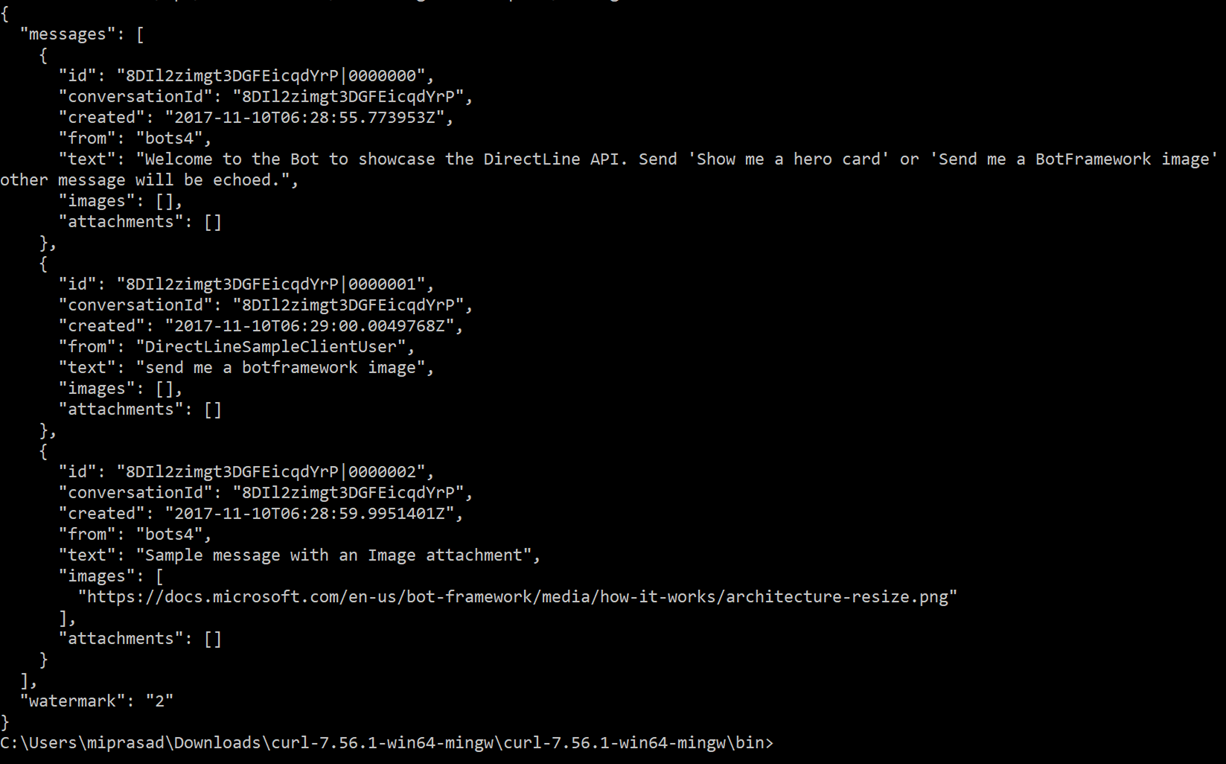 {
  "messages": [
    {
      "id": "8DIl2zimgt3DGFEicqdYrP|0000000",
      "conversationId": "8DIl2zimgt3DGFEicqdYrP",
      "created": "2017-11-10T06:28:55.773953Z",
      "from": "bots4",
      "text": "Welcome to the Bot to showcase the DirectLine API. Send 'Show me a hero card' or 'Send me a BotFramework image'
other message will be echoed.",
      "images": [],
      "attachments": []
    },
    {
      "id": "8DIl2zimgt3DGFEicqdYrP|0000001",
      "conversationId": "8DIl2zimgt3DGFEicqdYrP",
      "created": "2017-11-10T06:29:00.0049768Z",
      "from": "DirectLineSampleClientUser",
      "text": "send me a botframework image",
      "images": [],
      "attachments": []
    },
    {
      "id": "8DIl2zimgt3DGFEicqdYrP|0000002",
      "conversationId": "8DIl2zimgt3DGFEicqdYrP",
      "created": "2017-11-10T06:28:59.9951401Z",
      "from": "bots4",
      "text": "Sample message with an Image attachment",
      "images": [
        "https://docs.microsoft.com/en-us/bot-framework/media/how-it-works/architecture-resize.png"
      ],
      "attachments": []
    }
  ],
  "watermark": "2"
}
C:\Users\miprasad\Downloads\curl-7.56.1-win64-mingw\curl-7.56.1-win64-mingw\bin>